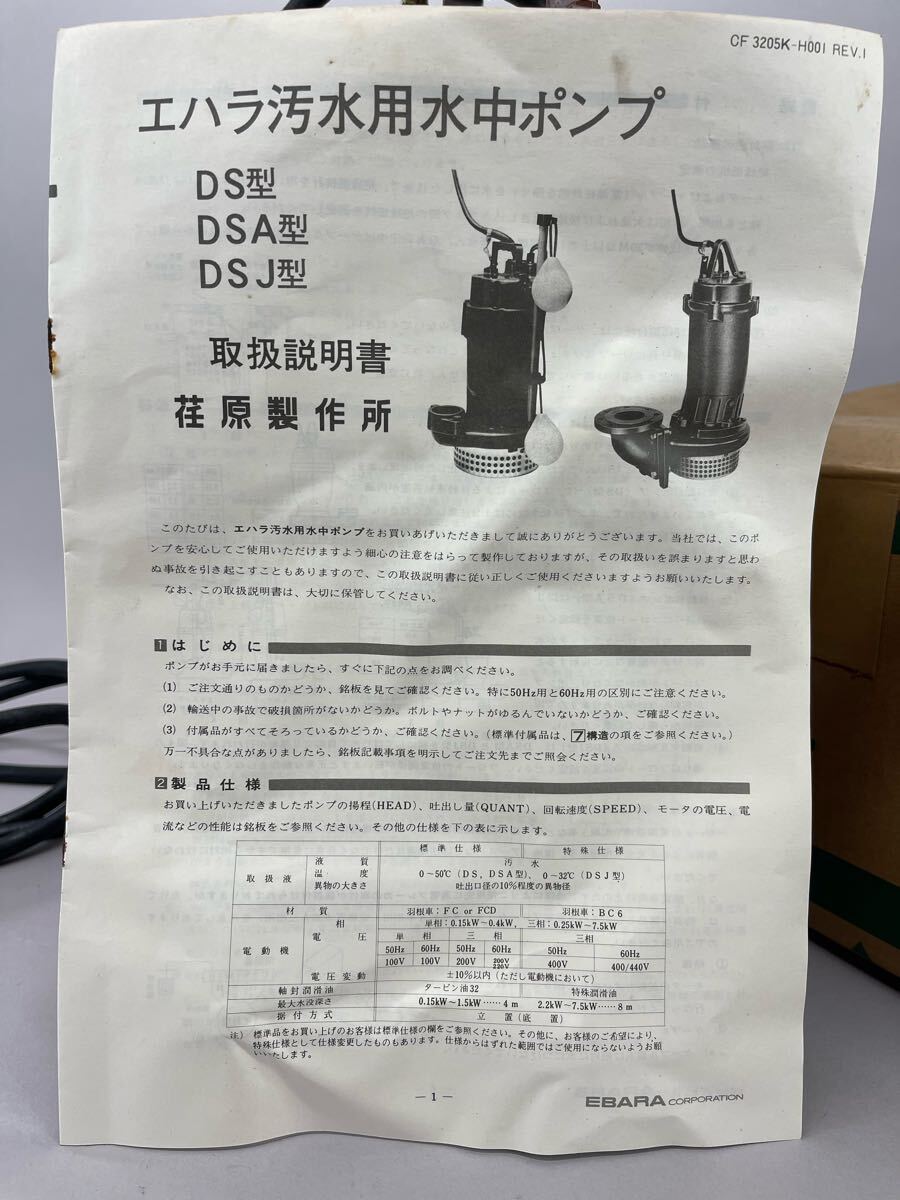 CF 3205K-H001 REV.1
エハラ汚水用水中ポンプ
DS型
DSA型
DSJ型
取扱説明書
荏原製作所
このたびは、エハラ汚水用水中ポンプをお買いあげいただきまして誠にありがとうございます。当社では、このポ
ンプを安心してご使用いただけますよう細心の注意をはらって製作しておりますが、その取扱いを誤まりますと思わ
ぬ事故を引き起こすこともありますので、この取扱説明書に従い正しくご使用くださいますようお願いいたします。
なお、この取扱説明書は、大切に保管してください。
1 はじめに
ポンプがお手元に届きましたら、すぐに下記の点をお調べください。
(1) ご注文通りのものかどうか、銘板を見てご確認ください。特に50Hz用と60Hz用の区別にご注意ください。
(2) 輸送中の事故で破損箇所がないかどうか。ボルトやナットがゆるんでいないかどうか、ご確認ください。
(3) 付属品がすべてそろっているかどうか、ご確認ください。(標準付属品は、7構造の項をご参照ください。)
万一不具合な点がありましたら、銘板記載事項を明示してご注文先までご照会ください。
2 製品仕様
お買い上げいただきましたポンプの揚程(HEAD)、吐出し量(QUANT)、回転速度(SPEED)、モータの電圧、電
流などの性能は銘板をご参照ください。その他の仕様を下の表に示します。
標準仕様 特殊仕様
取扱液 液質 汚水
温度 0~50℃(DS, DSA型)、0~32℃(DSJ型)
異物の大きさ 吐出口径の10%程度の異物径
材質 羽根車:FC or FCD 羽根車:BC6
電動機 相 単相:0.15kW~0.4kW, 三相:0.25kW~7.5kW
電圧 単相 三相 三相
50Hz 60Hz 50Hz 60Hz 50Hz 60Hz
100V 100V 200V 200V 220V 400V 400/440V
電圧変動 ±10%以内(ただし電動機において)
軸封潤滑油 タービン油32 特殊潤滑油
最大水没深さ 0.15kW~1.5kW……4m 2.2kW~7.5kW……8m
据付方式 立置(底置)
注) 標準品をお買い上げのお客様は標準仕様の欄をご参照ください。その他に、お客様のご希望により、
特殊仕様として仕様変更したものもあります。仕様からはずれた範囲ではご使用にならないようお願
いいたします。
— 1 —
EBARA CORPORATION